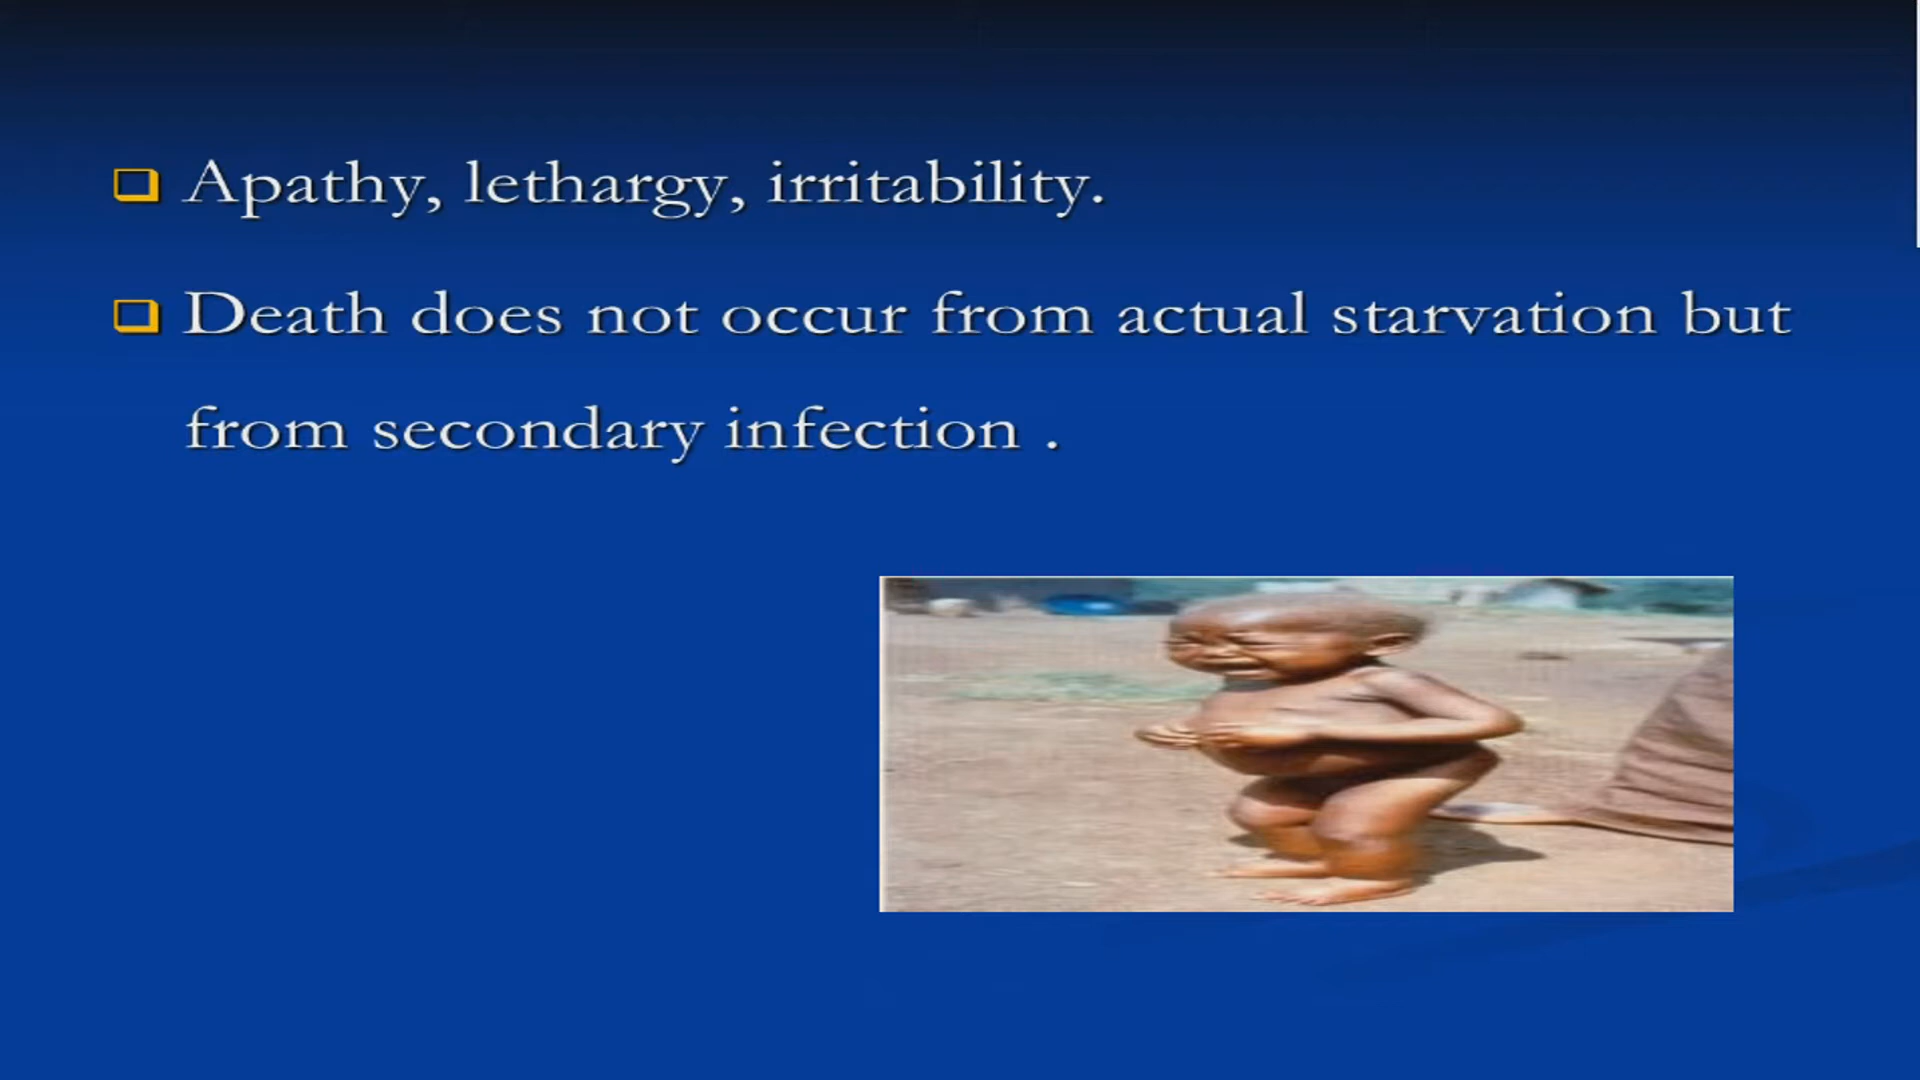 Apathy, lethargy, irritability.
Death does not occur from actual starvation but
from secondary infection .